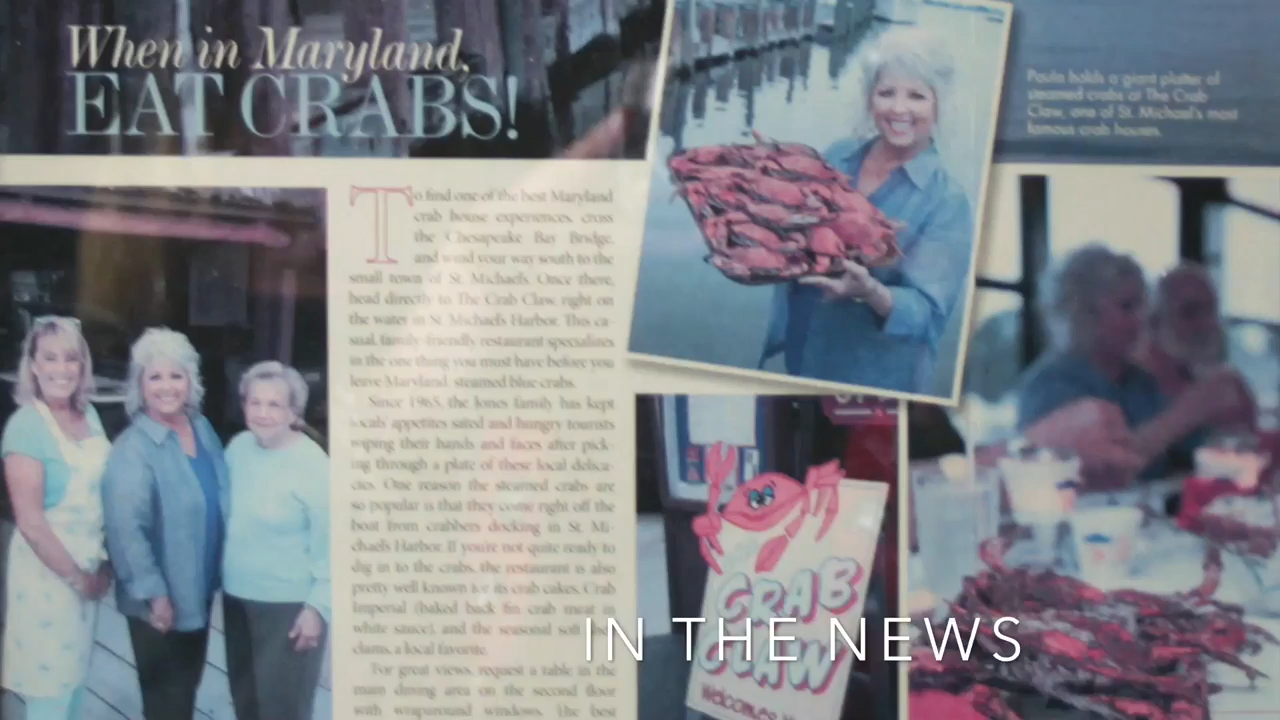 When in Maryland,
EAT CRABS!
Paula holds a giant platter of
steamed crabs at The Crab
Claw, one of St. Michael's most
famous crab houses.
To find one of the best Maryland
crab house experiences, cross
the Chesapeake Bay Bridge,
and wend your way south to the
small town of St. Michaels. Once there,
head directly to The Crab Claw, right on
the water in St. Michaels Harbor. This ca-
sual, family-friendly restaurant specializes
in the one thing you must have before you
leave Maryland: steamed blue crabs.
Since 1965, the Jones family has kept
locals' appetites sated and hungry tourists
wiping their hands and faces after pick-
ing through a plate of these local delica-
cies. One reason the steamed crabs are
so popular is that they come right off the
boat from crabbers docking in St. Mi-
chaels Harbor. If you're not quite ready to
dig in to the crabs, the restaurant is also
pretty well known for its crab cakes, Crab
Imperial (baked back fin crab meat in
white sauce), and the seasonal soft
clams, a local favorite.
For great views, request a table in the
main dining area on the second floor
with wraparound windows. The best
CRAB
CLAW
Welcomes
IN THE NEWS